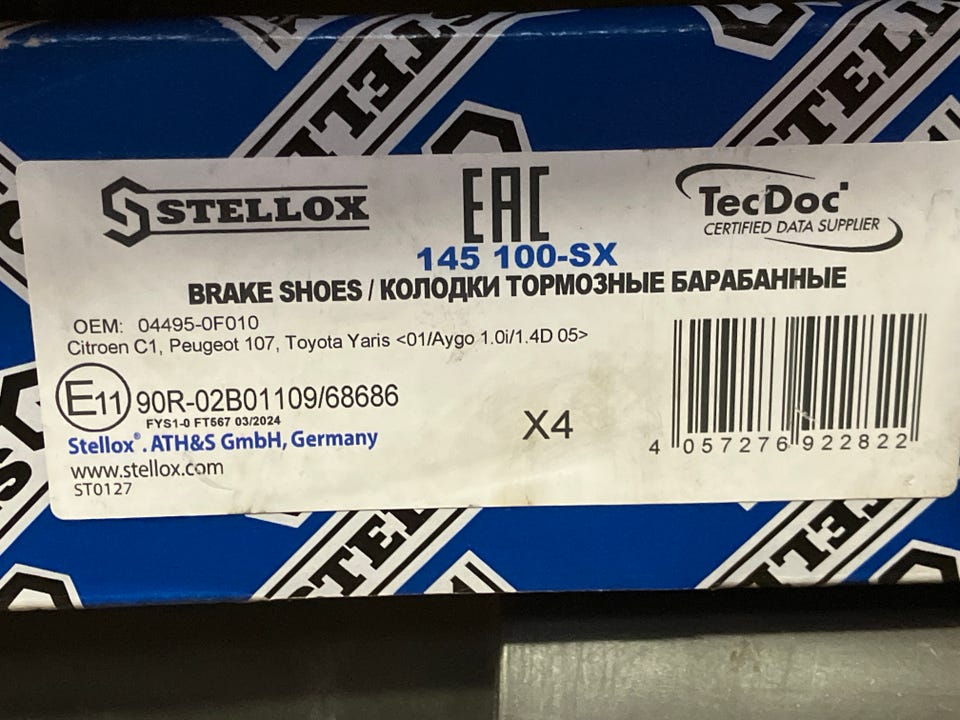 STELLOX
EAC
TecDoc
CERTIFIED DATA SUPPLIER
145 100-SX
BRAKE SHOES / КОЛОДКИ ТОРМОЗНЫЕ БАРАБАННЫЕ
OEM: 04495-0F010
Citroen C1, Peugeot 107, Toyota Yaris <01/Aygo 1.0i/1.4D 05>
E11 90R-02B01109/68686
FYS1-0 FT567 03/2024
Stellox®. ATH&S GmbH, Germany
www.stellox.com
ST0127
X4
4 057276 922822